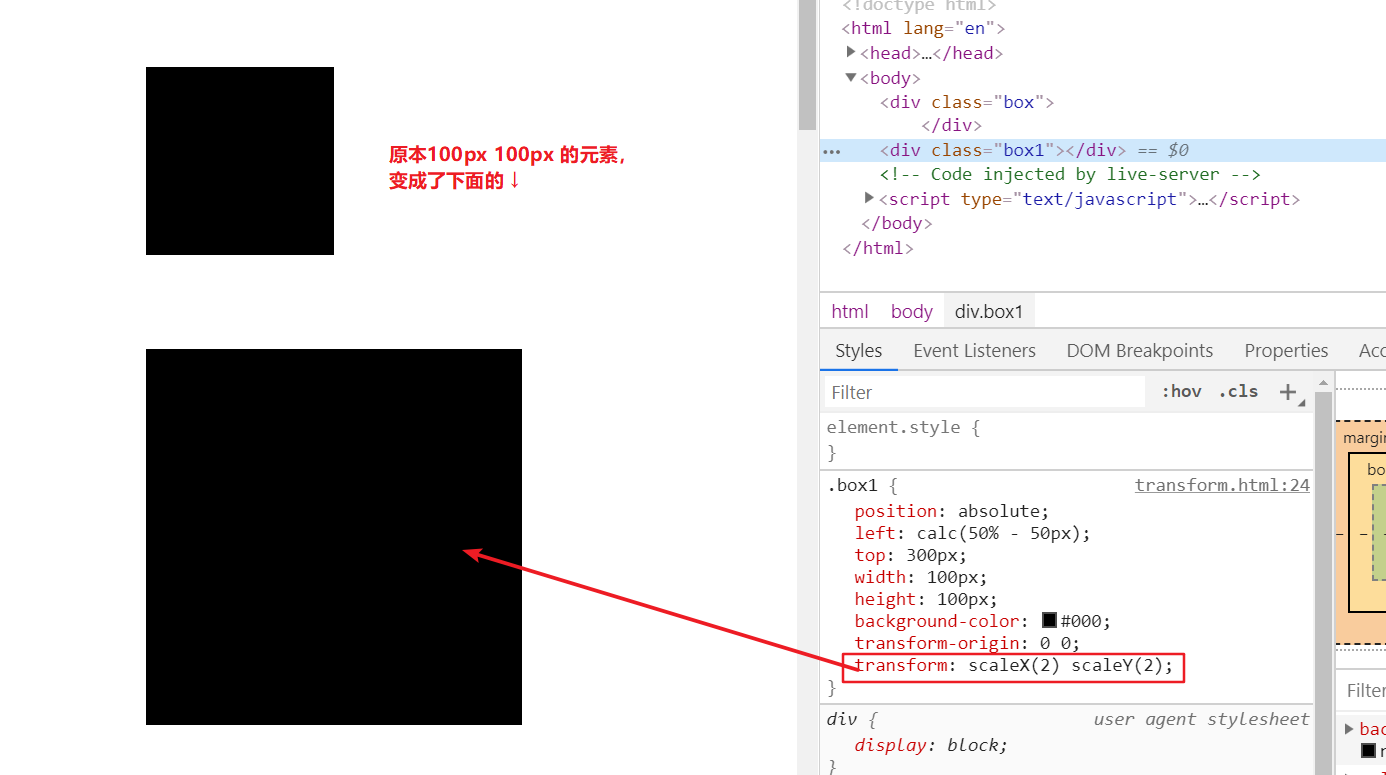 <!doctype html>
<html lang="en">
<head>…</head>
<body>
<div class="box">
</div>
<div class="box1"></div> == $0
<!-- Code injected by live-server -->
<script type="text/javascript">…</script>
</body>
</html>
原本100px 100px 的元素，
变成了下面的↓
html body div.box1
Styles Event Listeners DOM Breakpoints Properties Acc
Filter :hov .cls +
element.style {
}
.box1 { transform.html:24
position: absolute;
left: calc(50% - 50px);
top: 300px;
width: 100px;
height: 100px;
background-color: #000;
transform-origin: 0 0;
transform: scaleX(2) scaleY(2);
}
div { user agent stylesheet
display: block;
}
margin
bo
Filter
bac